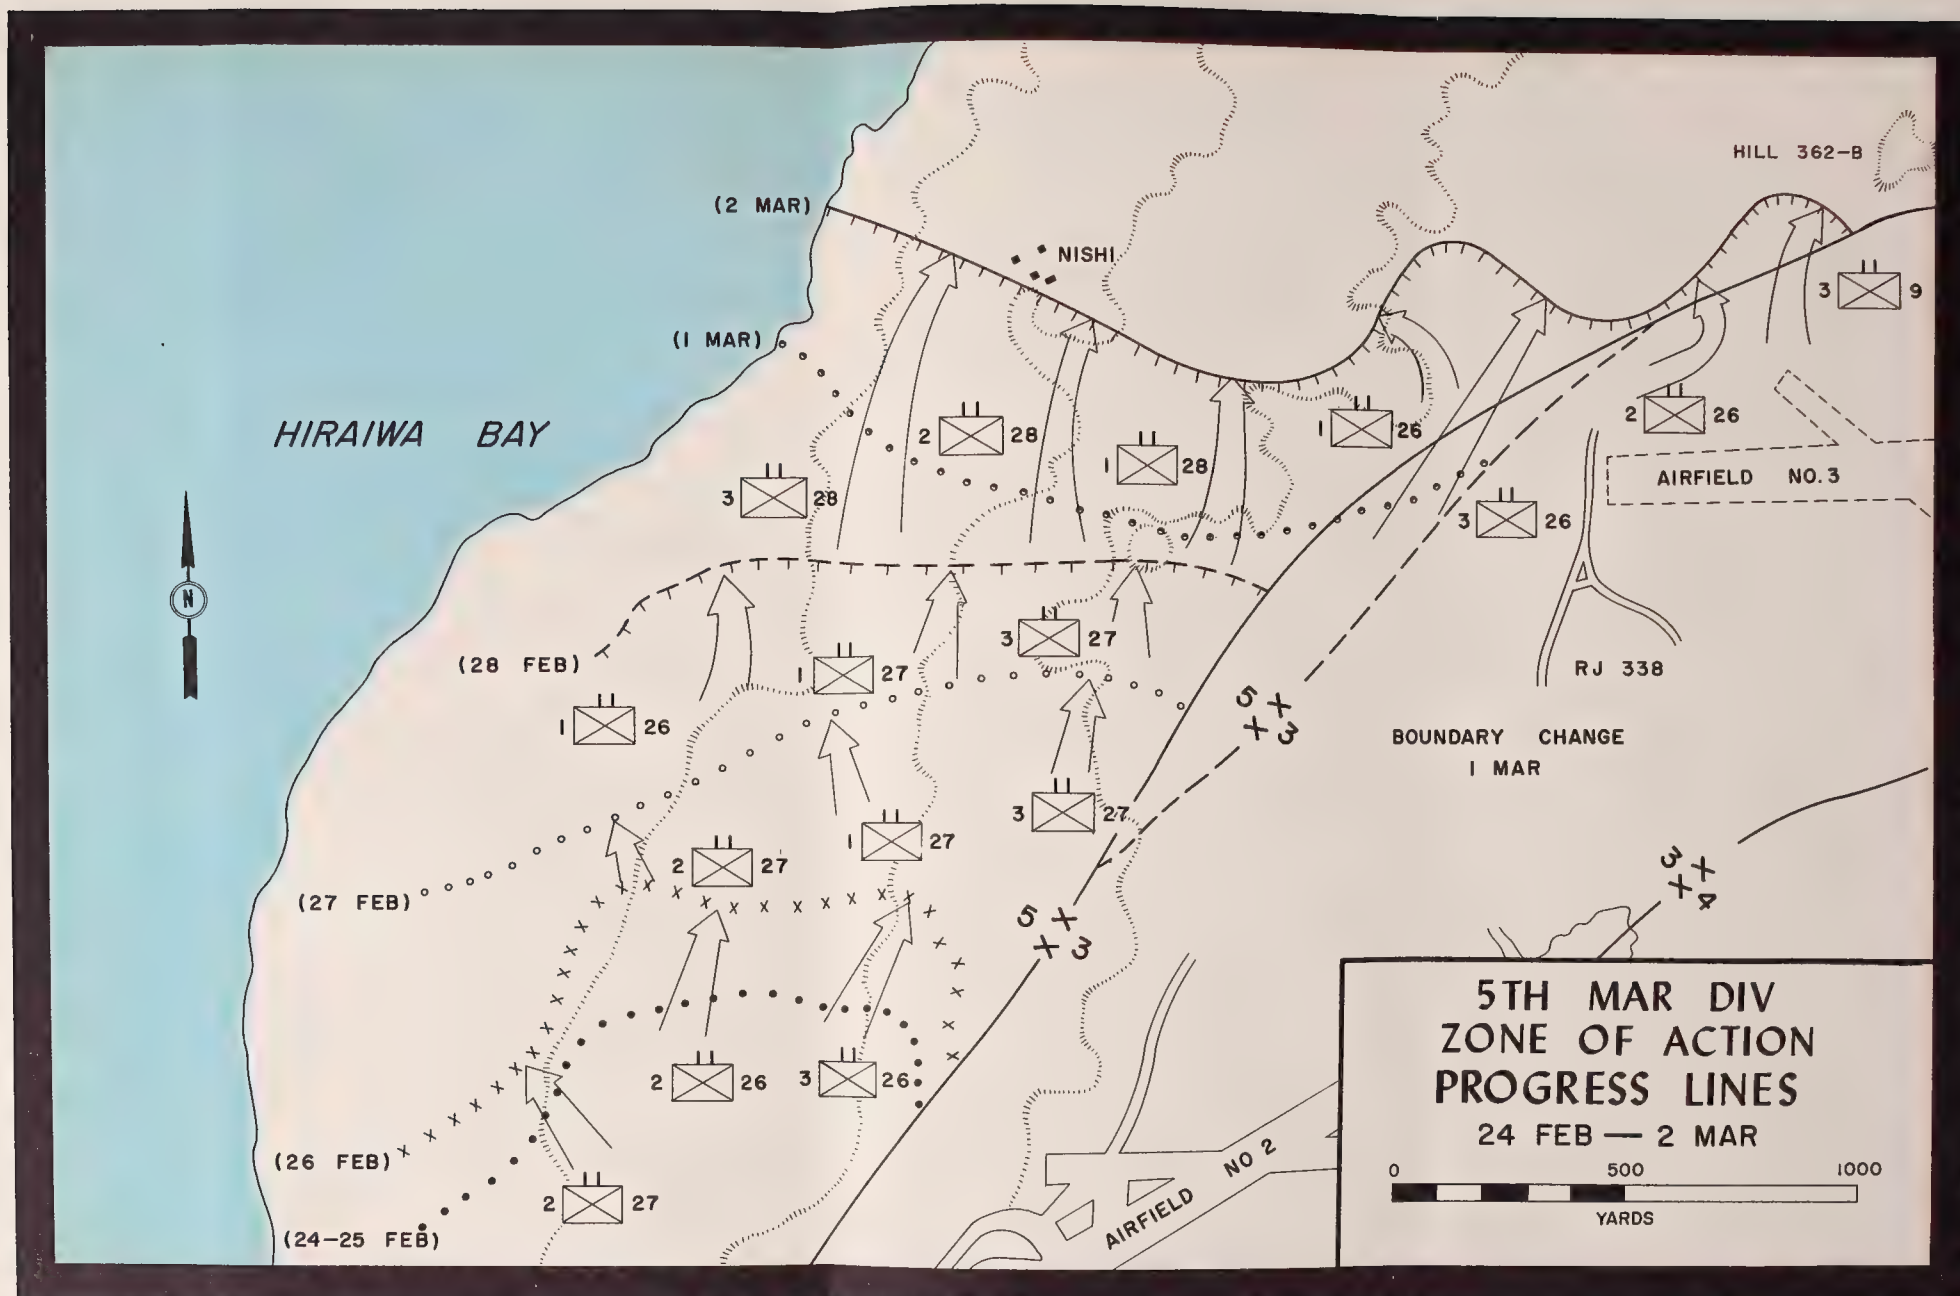 HILL 362-B
(2 MAR)
NISHI
3 9
(1 MAR)
HIRAIWA BAY
2 28
1 28
1 26
2 26
3 28
3 26
AIRFIELD NO.3
N
(28 FEB)
3 27
1 27
RJ 338
1 26
5 3
BOUNDARY CHANGE
1 MAR
3 27
1 27
2 27
(27 FEB)
3 4
5 3
2 26
3 26
(26 FEB)
2 27
(24-25 FEB)
AIRFIELD NO 2
5TH MAR DIV
ZONE OF ACTION
PROGRESS LINES
24 FEB — 2 MAR
0 500 1000
YARDS